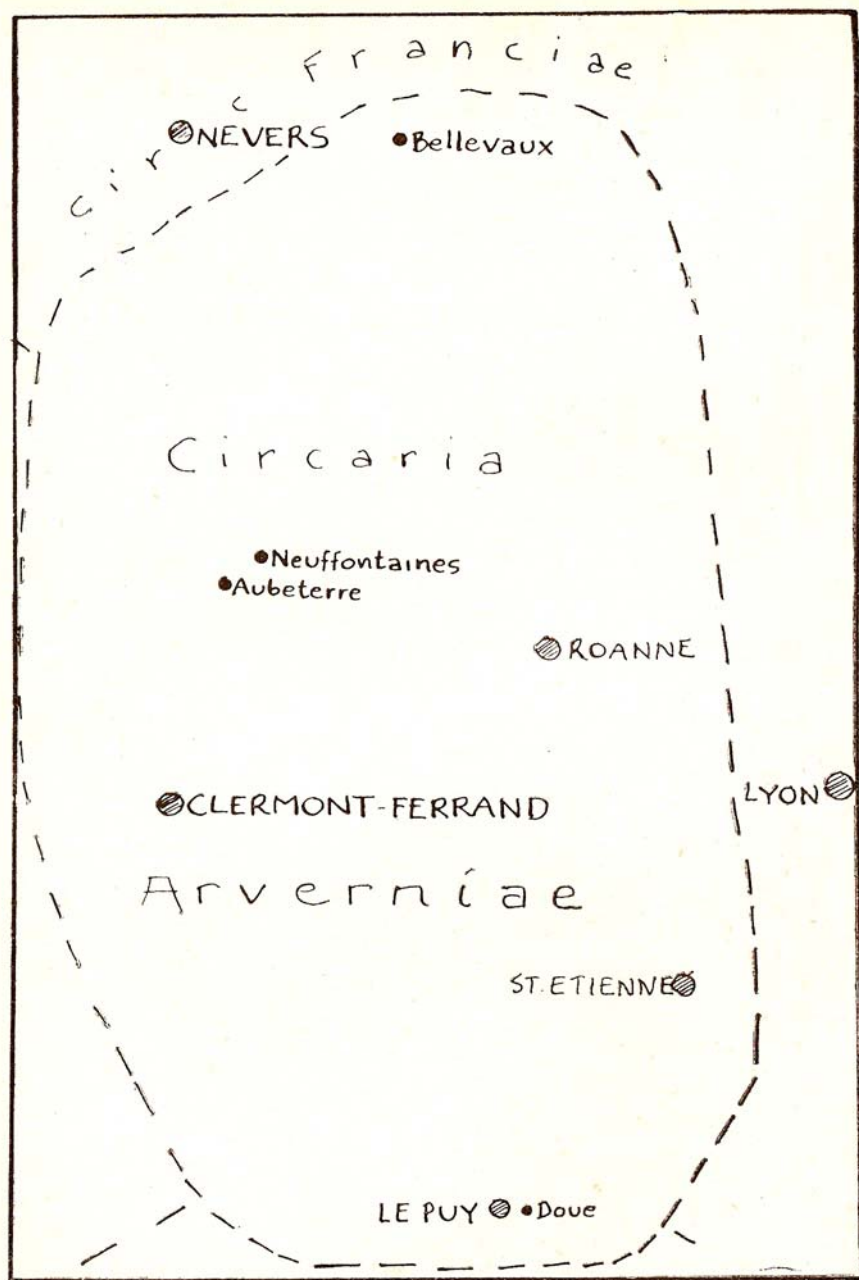 Circ Franciae
NEVERS
Bellevaux
Circaria
Neuffontaines
Aubeterre
ROANNE
CLERMONT-FERRAND
LYON
Arverniae
ST. ETIENNE
LE PUY
Doue